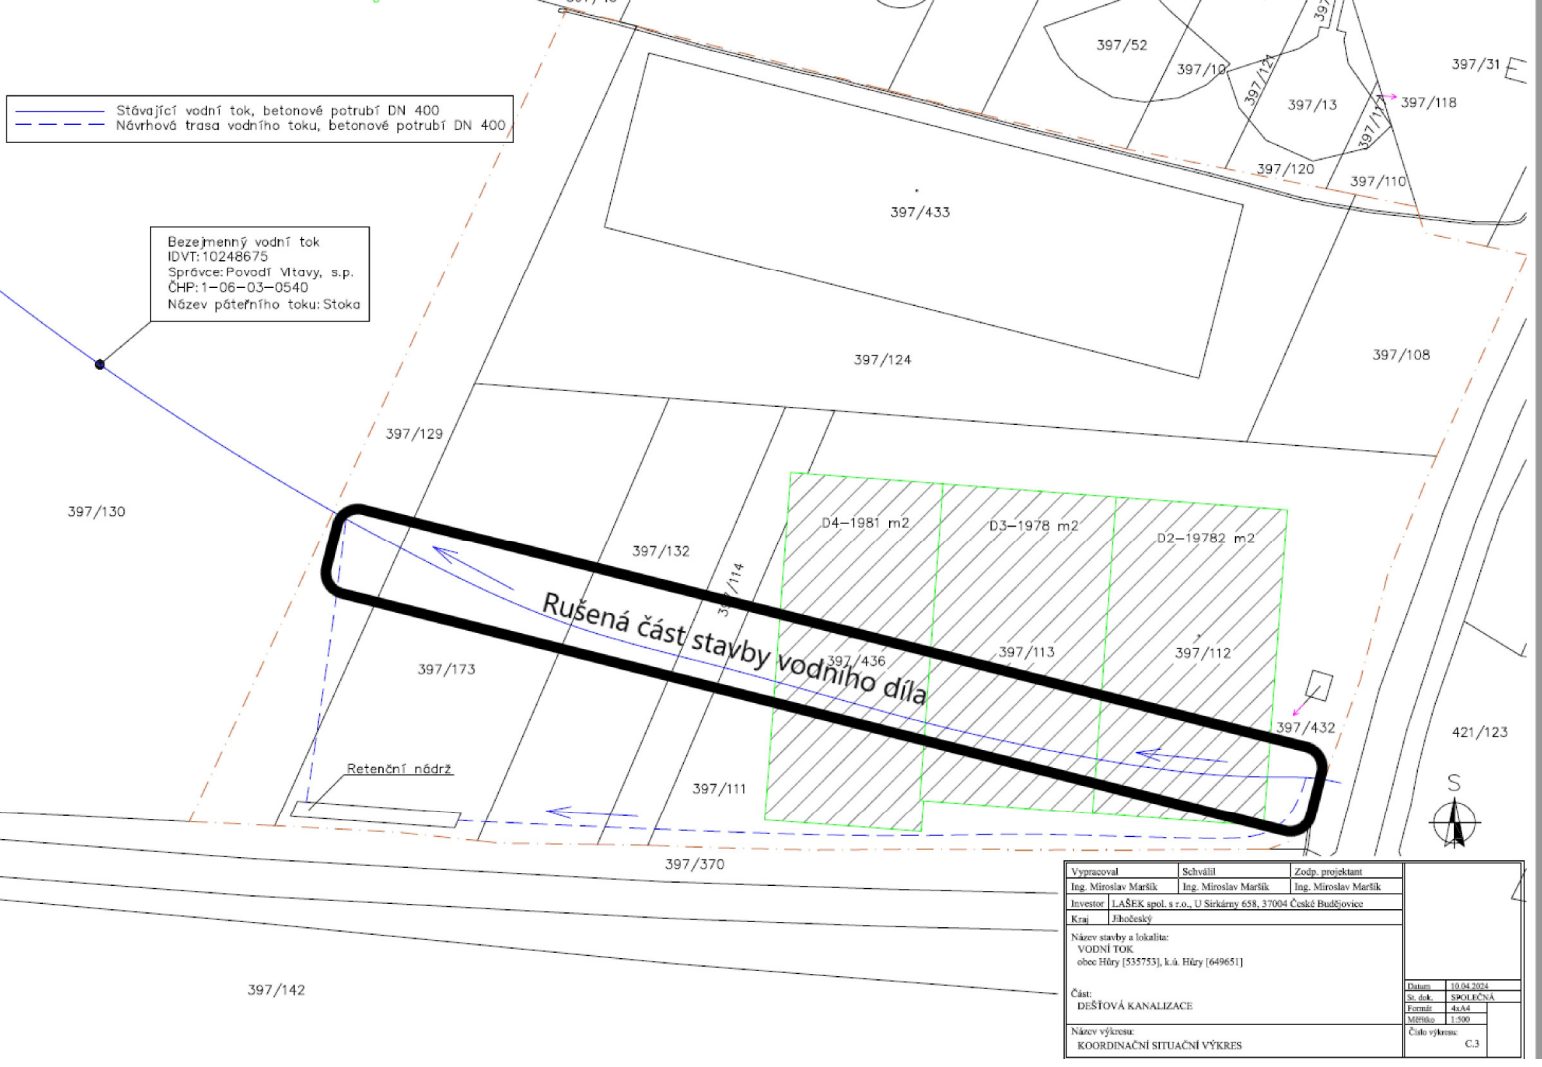 397/52
397/10
397/121
397/13
397/117
397/31
397/118
397/120
397/110
Stávající vodní tok, betonové potrubí DN 400
Návrhová trasa vodního toku, betonové potrubí DN 400
397/433
Bezejmenný vodní tok
IDVT: 10248675
Správce: Povodí Vltavy, s.p.
ČHP: 1-06-03-0540
Název páteřního toku: Stoka
397/124
397/108
397/129
397/130
D4-1981 m2
D3-1978 m2
D2-19782 m2
397/132
397/114
Rušená část stavby vodního díla
397/436
397/113
397/112
397/173
397/432
421/123
Retenční nádrž
397/111
S
397/370
397/142
Vypracoval Schválil Zodp. projektant
Ing. Miroslav Maršík Ing. Miroslav Maršík Ing. Miroslav Maršík
Investor LAŠEK spol. s r.o., U Sirkárny 658, 37004 České Budějovice
Kraj Jihočeský
Název stavby a lokalita:
VODNÍ TOK
obec Hůry [535753], k.ú. Hůry [649651]
Část:
DEŠŤOVÁ KANALIZACE
Název výkresu:
KOORDINAČNÍ SITUAČNÍ VÝKRES
Datum 10.04.2024
St. dok. SPOLEČNÁ
Formát 4xA4
Měřítko 1:500
Číslo výkresu:
C.3